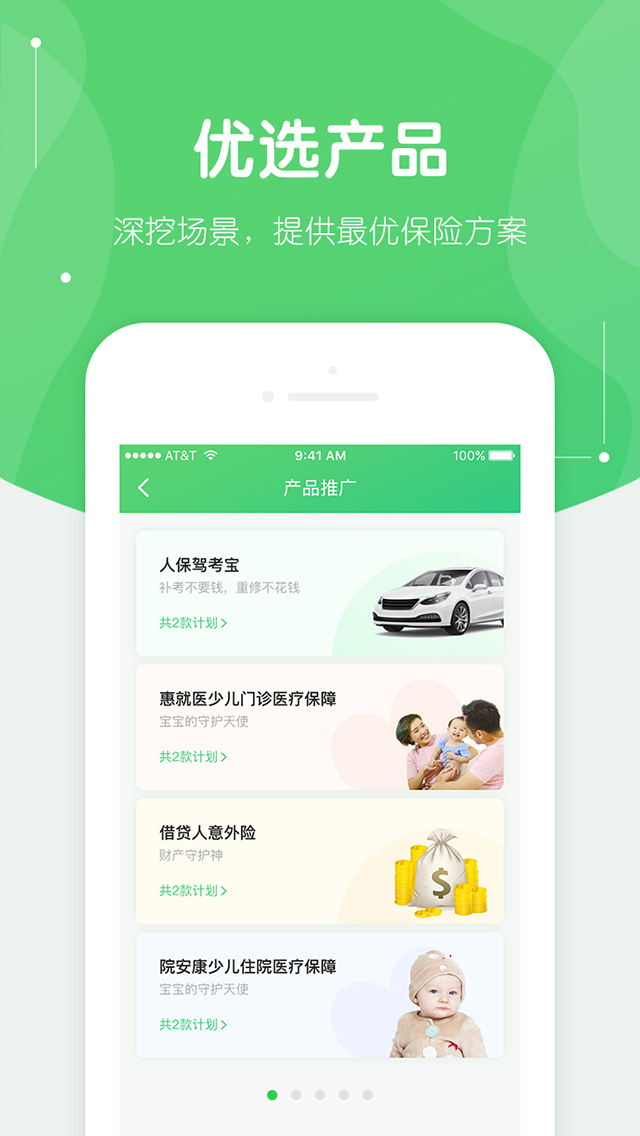 优选产品
深挖场景，提供最优保险方案
AT&T 9:41 AM 100%
产品推广
人保驾考宝
补考不要钱，重修不花钱
共2款计划
惠就医少儿门诊医疗保障
宝宝的守护天使
共2款计划
借贷人意外险
财产守护神
共2款计划
$
院安康少儿住院医疗保障
宝宝的守护天使
共2款计划